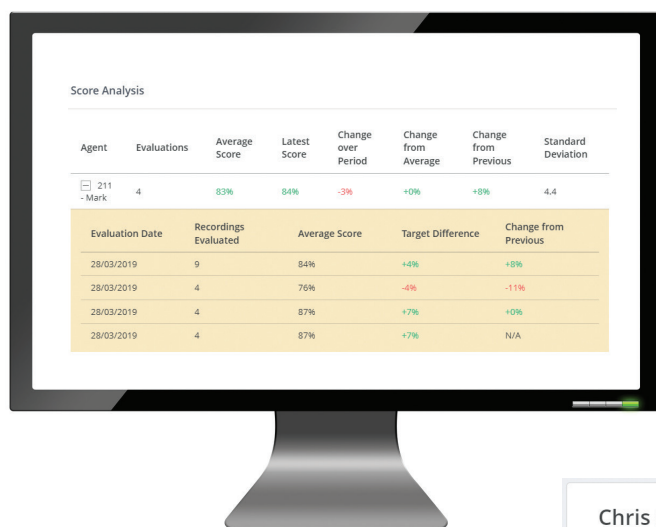 Score Analysis
Agent Evaluations Average Score Latest Score Change over Period Change from Average Change from Previous Standard Deviation
211 - Mark 4 83% 84% -3% +0% +8% 4.4
Evaluation Date Recordings Evaluated Average Score Target Difference Change from Previous
28/03/2019 9 84% +4% +8%
28/03/2019 4 76% -4% -11%
28/03/2019 4 87% +7% +0%
28/03/2019 4 87% +7% N/A
Chris